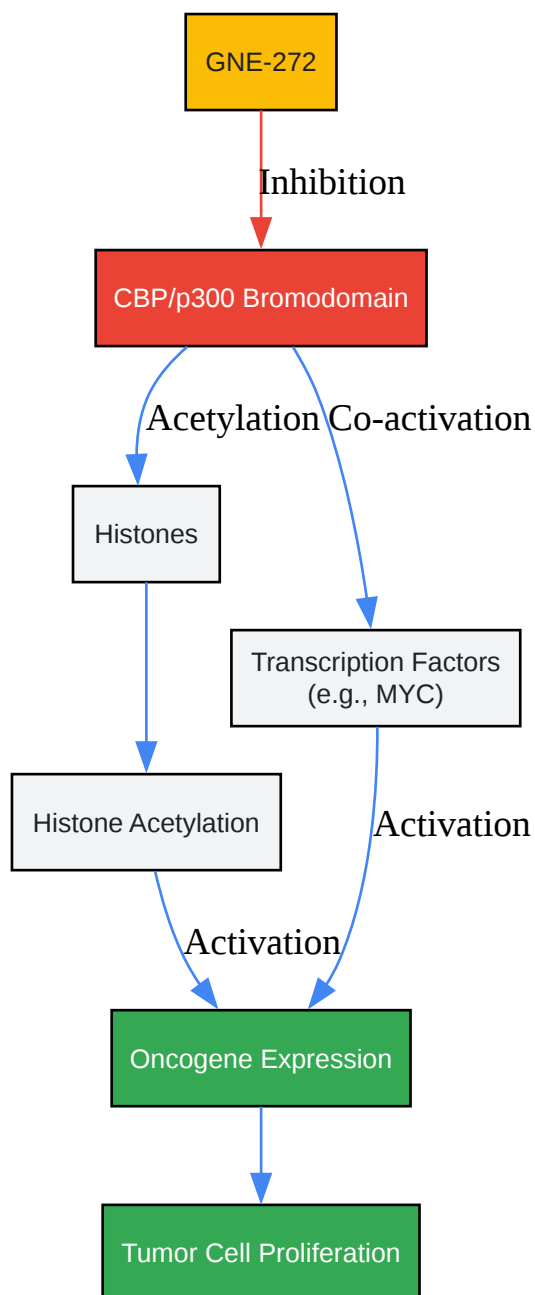 GNE-272
Inhibition
CBP/p300 Bromodomain
Acetylation
Co-activation
Histones
Transcription Factors
(e.g., MYC)
Histone Acetylation
Activation
Activation
Oncogene Expression
Tumor Cell Proliferation